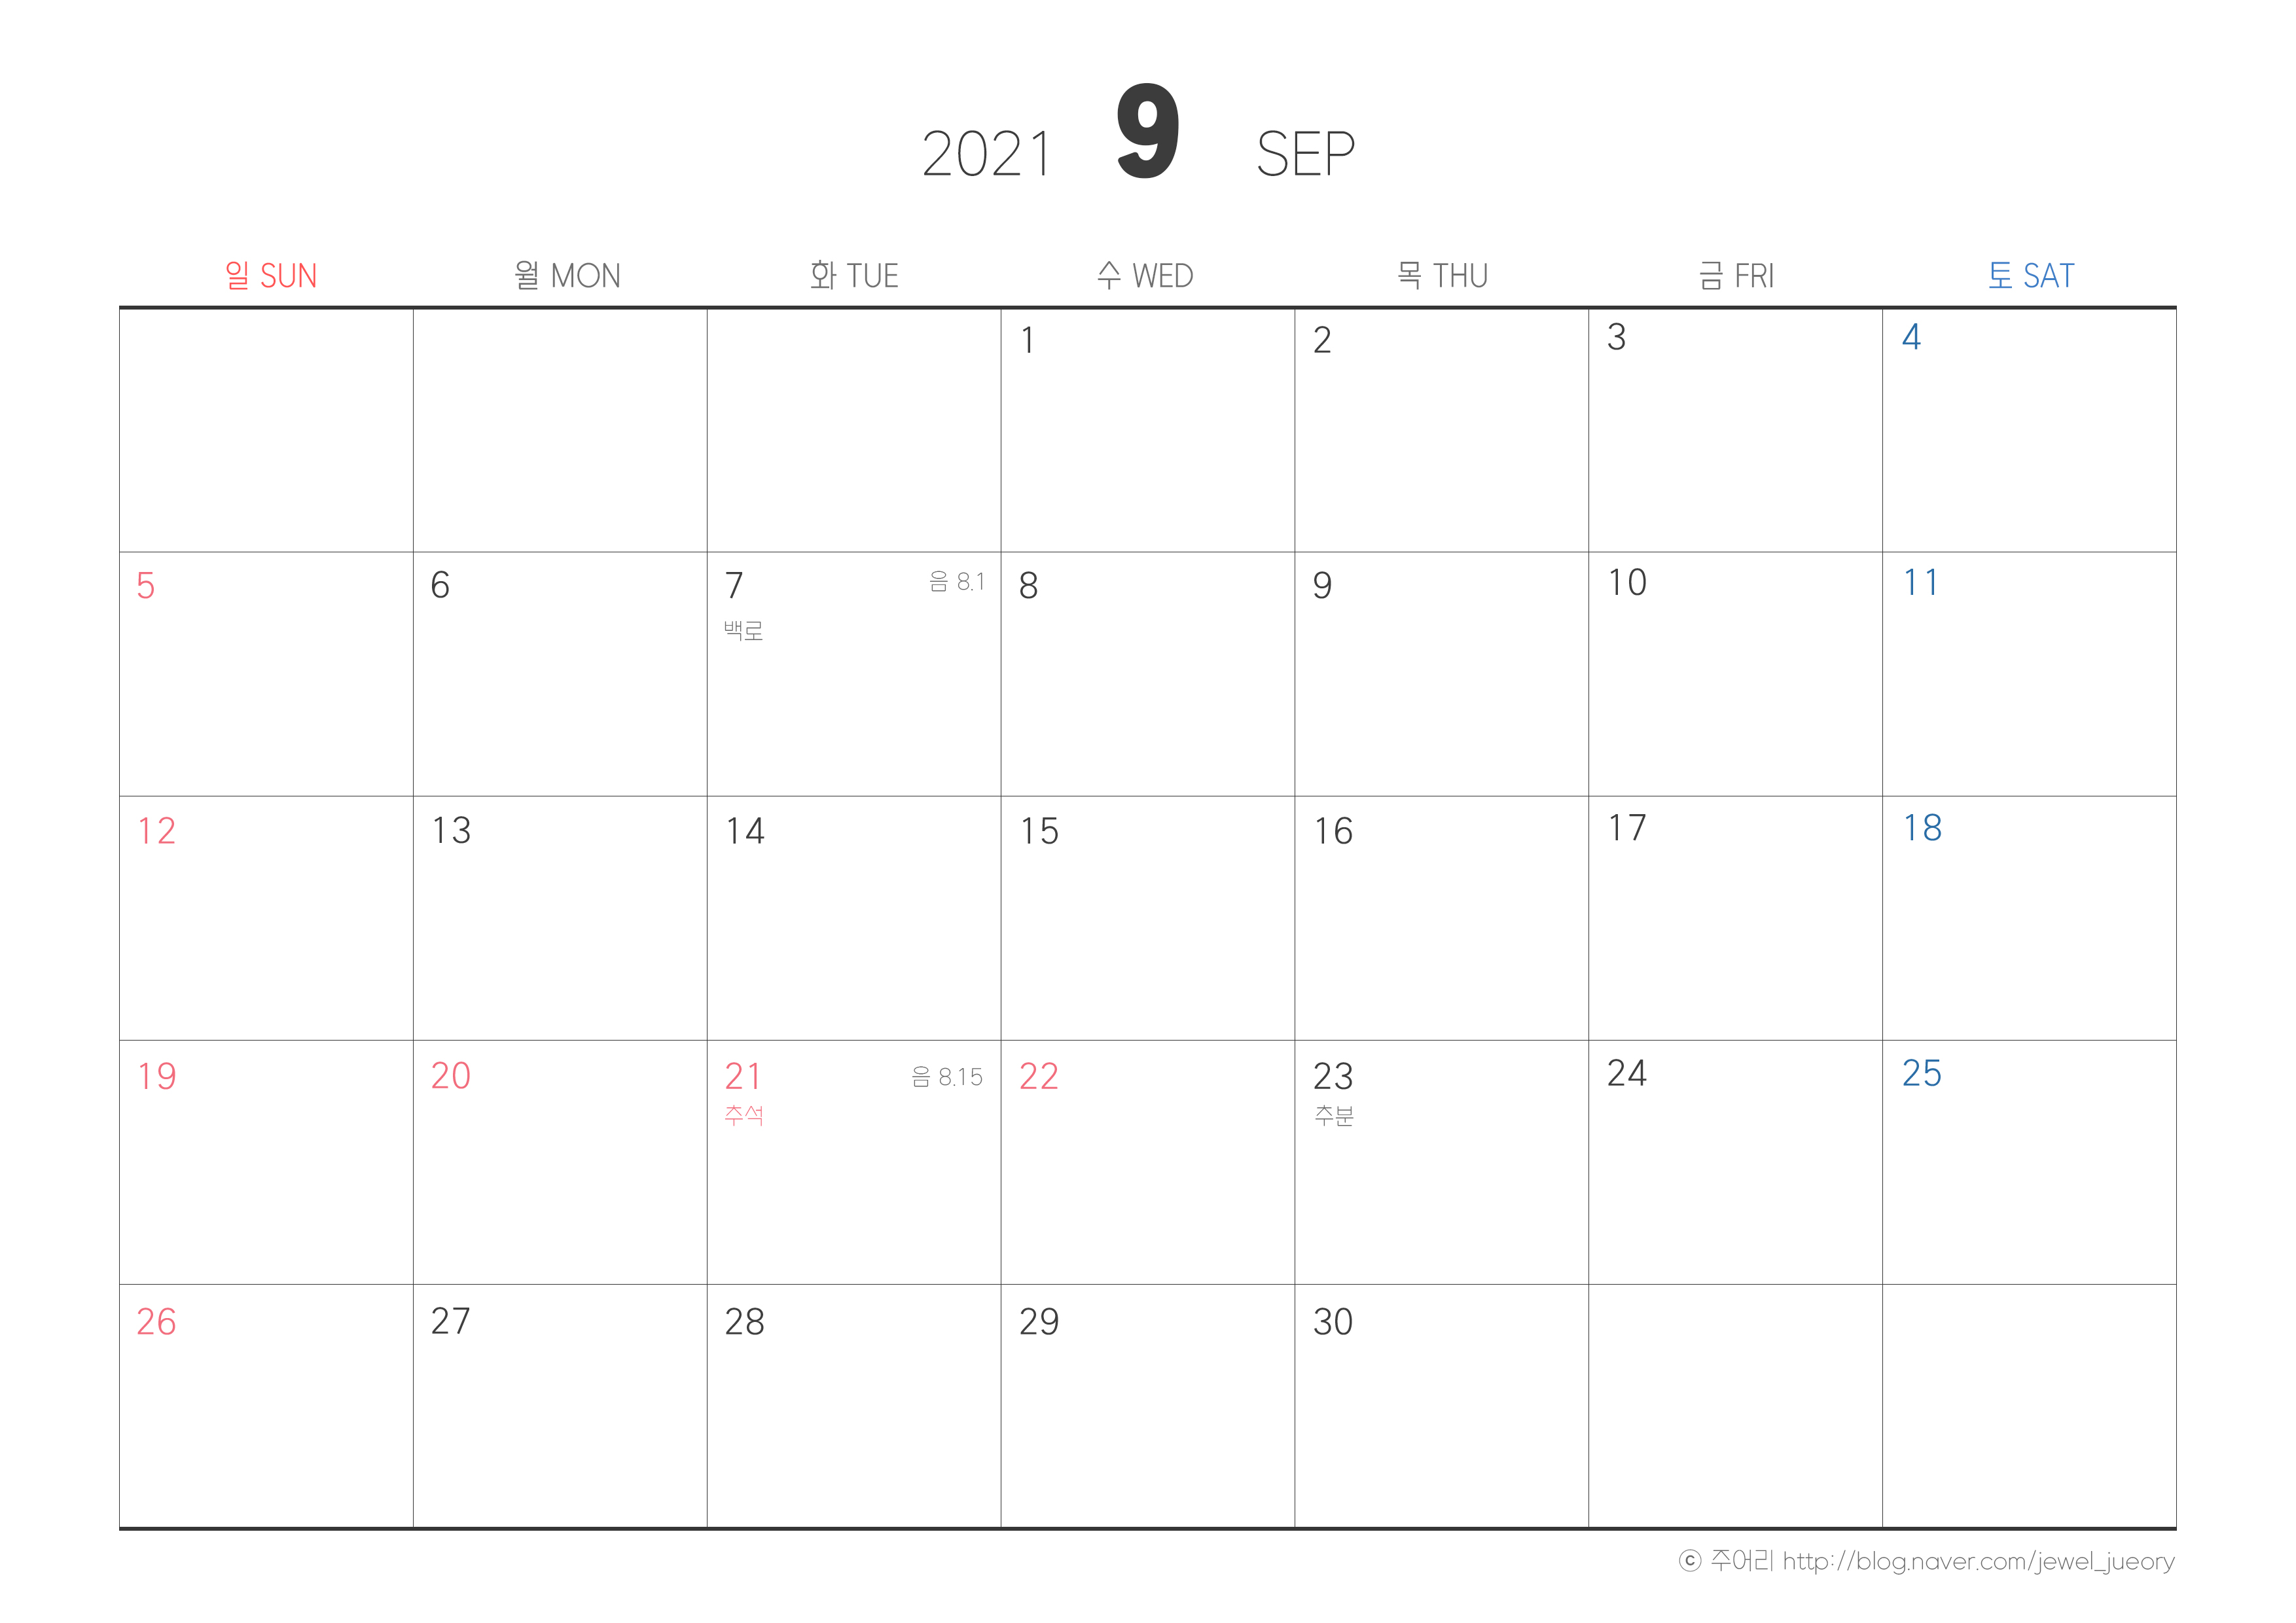 2021 9 SEP
일 SUN 월 MON 화 TUE 수 WED 목 THU 금 FRI 토 SAT
1 2 3 4
5 6 7 음 8.1 8 9 10 11
백로
12 13 14 15 16 17 18
19 20 21 음 8.15 22 23 24 25
추석 추분
26 27 28 29 30
ⓒ 주어리 http://blog.naver.com/jewel_jueory